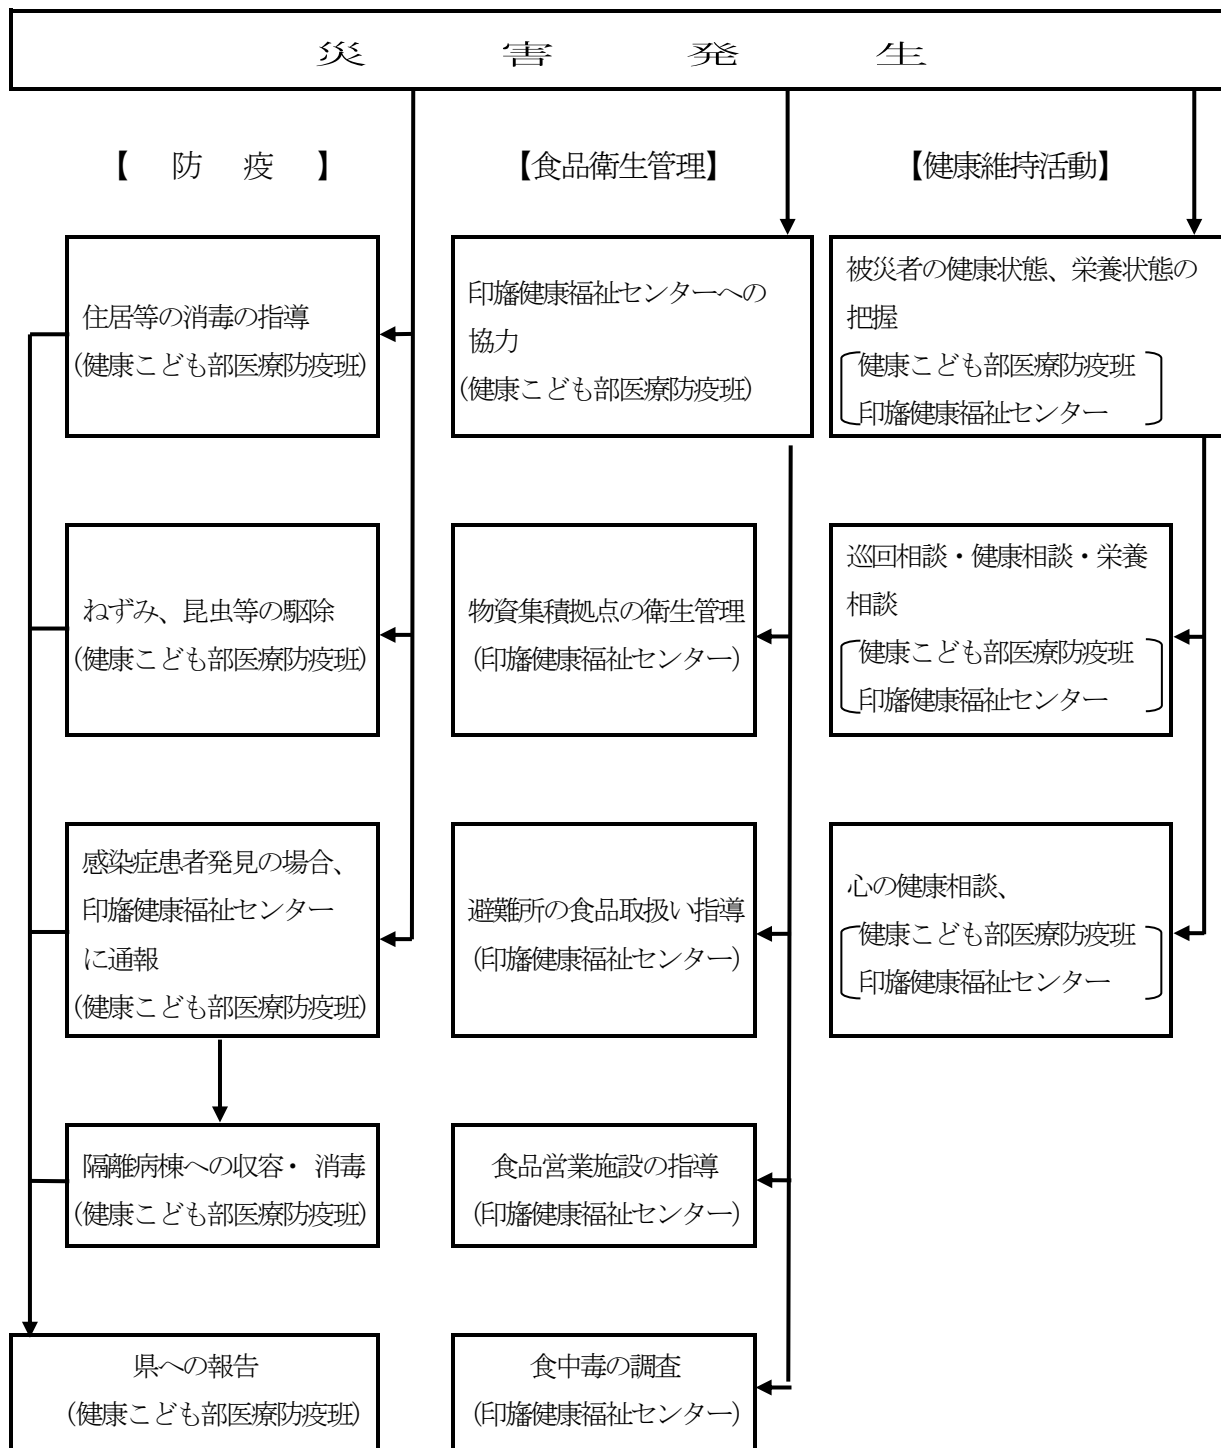 災害発生
【防疫】
住居等の消毒の指導
(健康こども部医療防疫班)
ねずみ、昆虫等の駆除
(健康こども部医療防疫班)
感染症患者発見の場合、
印旛健康福祉センター
に通報
(健康こども部医療防疫班)
隔離病棟への収容・ 消毒
(健康こども部医療防疫班)
県への報告
(健康こども部医療防疫班)
【食品衛生管理】
印旛健康福祉センターへの
協力
(健康こども部医療防疫班)
物資集積拠点の衛生管理
(印旛健康福祉センター)
避難所の食品取扱い指導
(印旛健康福祉センター)
食品営業施設の指導
(印旛健康福祉センター)
食中毒の調査
(印旛健康福祉センター)
【健康維持活動】
被災者の健康状態、栄養状態の
把握
健康こども部医療防疫班
印旛健康福祉センター
巡回相談・健康相談・栄養
相談
健康こども部医療防疫班
印旛健康福祉センター
心の健康相談、
健康こども部医療防疫班
印旛健康福祉センター